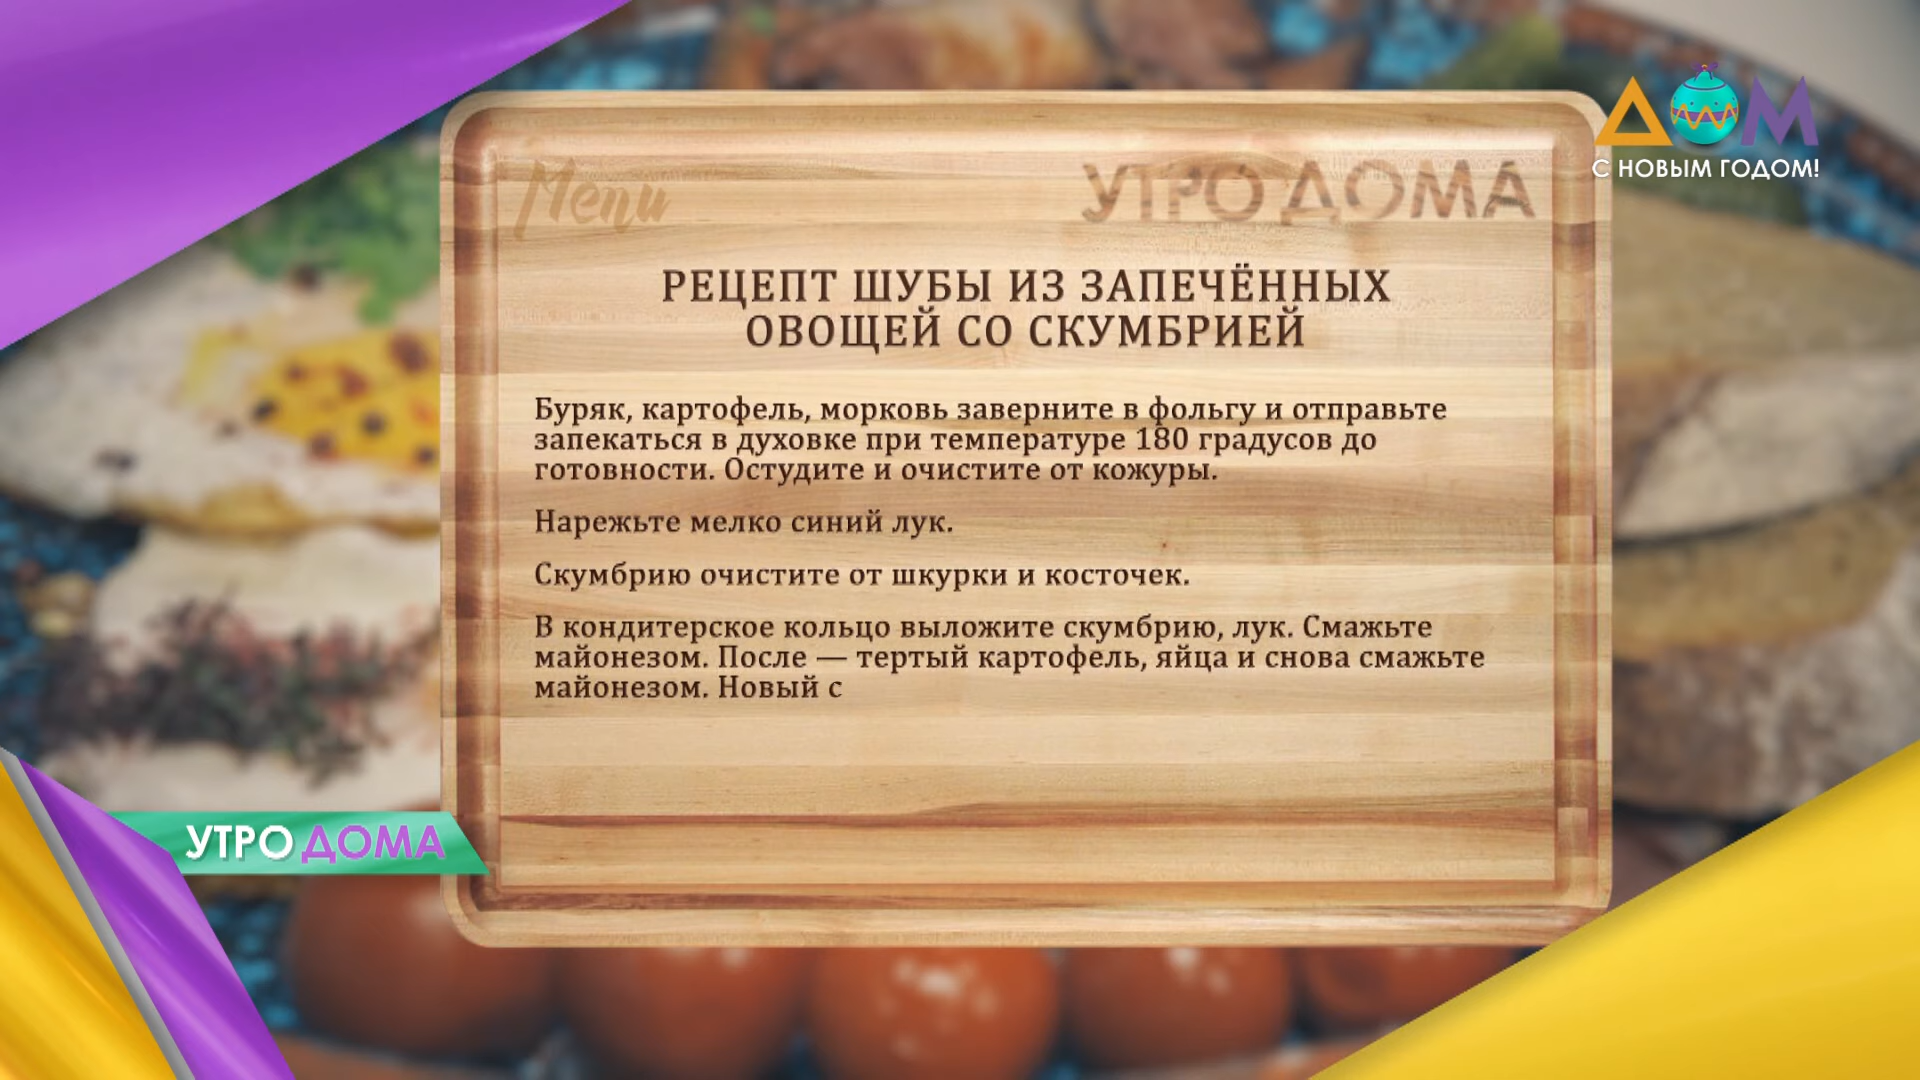 ДОМ
С НОВЫМ ГОДОМ!
Menu
УТРО ДОМА
РЕЦЕПТ ШУБЫ ИЗ ЗАПЕЧЁННЫХ
ОВОЩЕЙ СО СКУМБРИЕЙ
Буряк, картофель, морковь заверните в фольгу и отправьте
запекаться в духовке при температуре 180 градусов до
готовности. Остудите и очистите от кожуры.
Нарежьте мелко синий лук.
Скумбрию очистите от шкурки и косточек.
В кондитерское кольцо выложите скумбрию, лук. Смажьте
майонезом. После — тертый картофель, яйца и снова смажьте
майонезом. Новый с
УТРО ДОМА